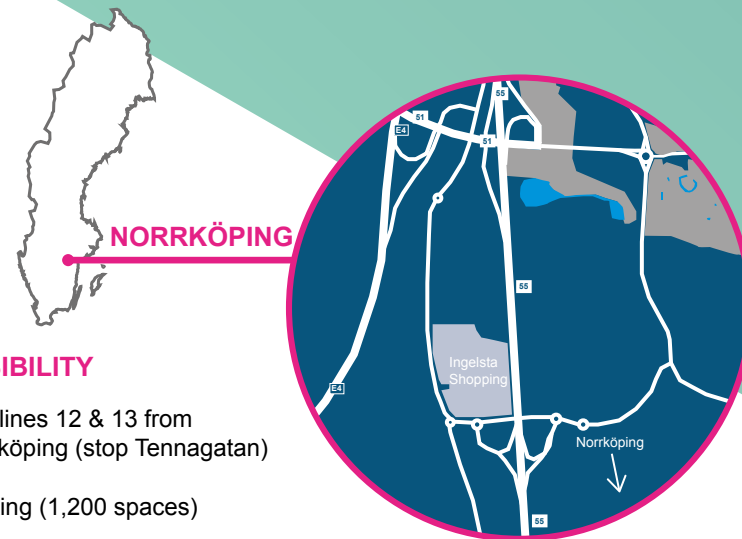 NORRKÖPING
SIBILITY
lines 12 & 13 from
köping (stop Tennagatan)
ing (1,200 spaces)
55
51
E4
51
55
Ingelsta
Shopping
E4
Norrköping
55